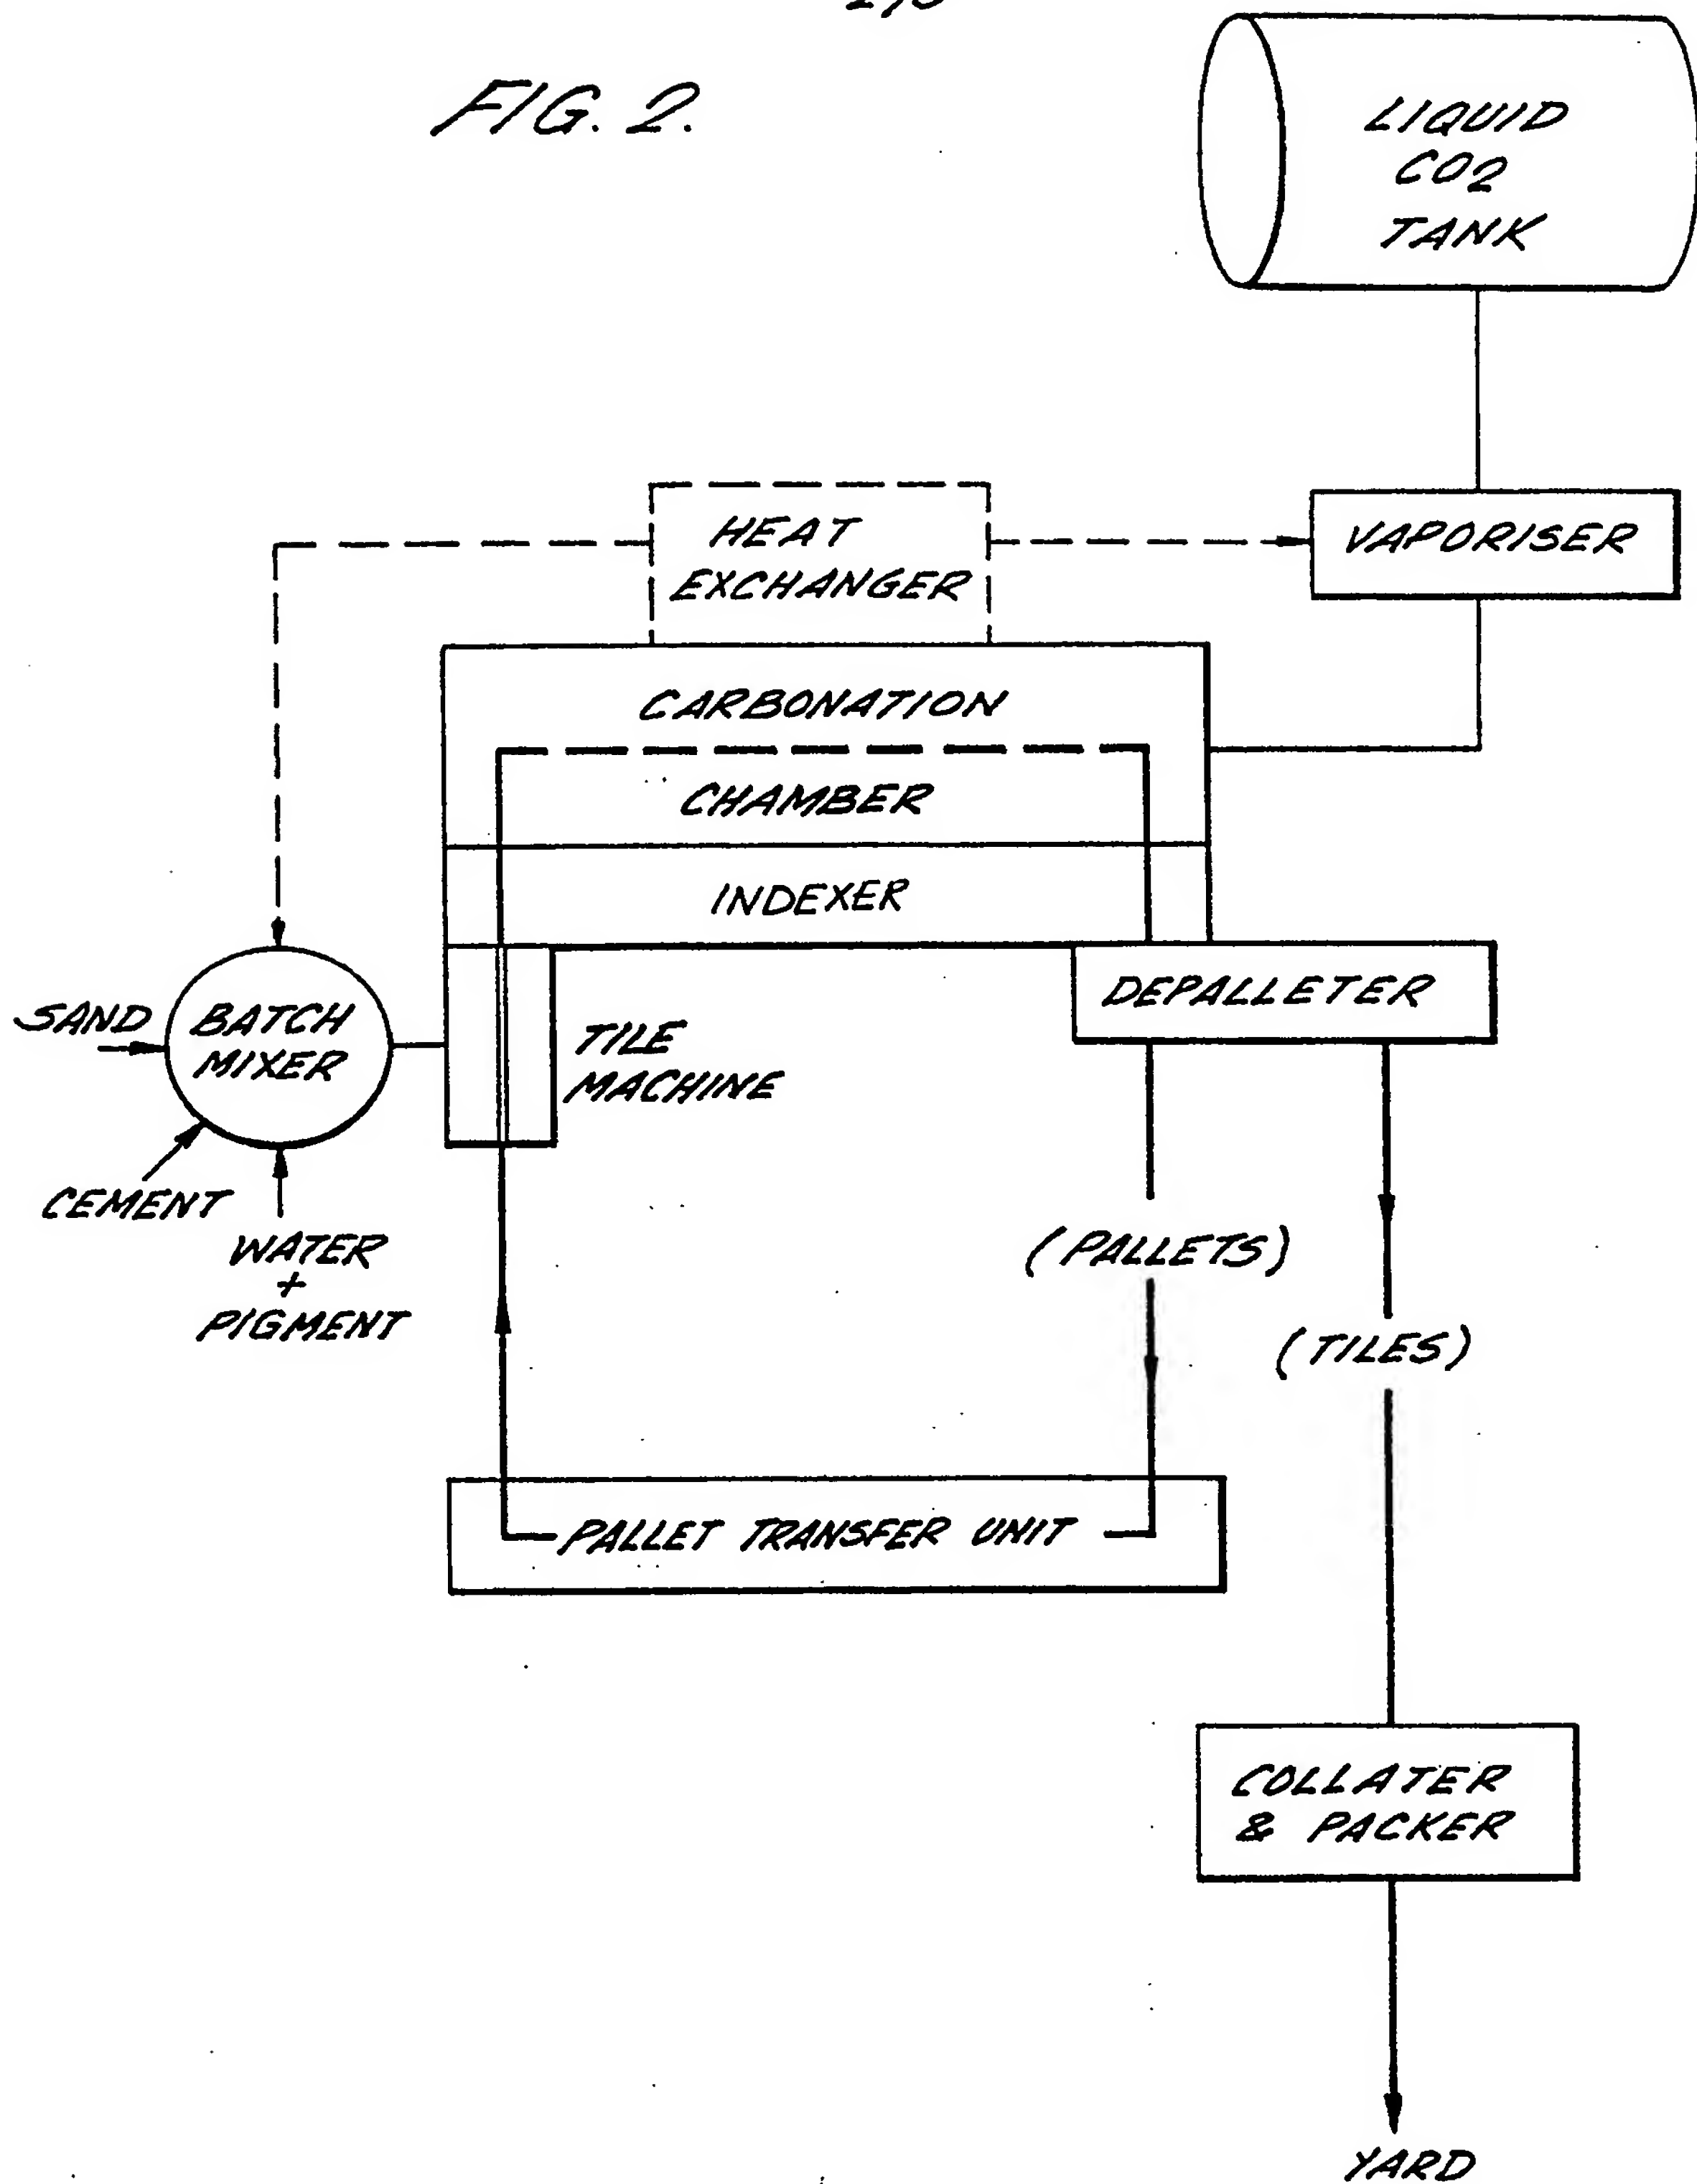 FIG. 2.
LIQUID
CO2
TANK
HEAT
EXCHANGER
VAPORISER
CARBONATION
CHAMBER
INDEXER
SAND
BATCH
MIXER
TILE
MACHINE
DEPALLETER
CEMENT
WATER
+
PIGMENT
(PALLETS)
(TILES)
PALLET TRANSFER UNIT
COLLATER
& PACKER
YARD